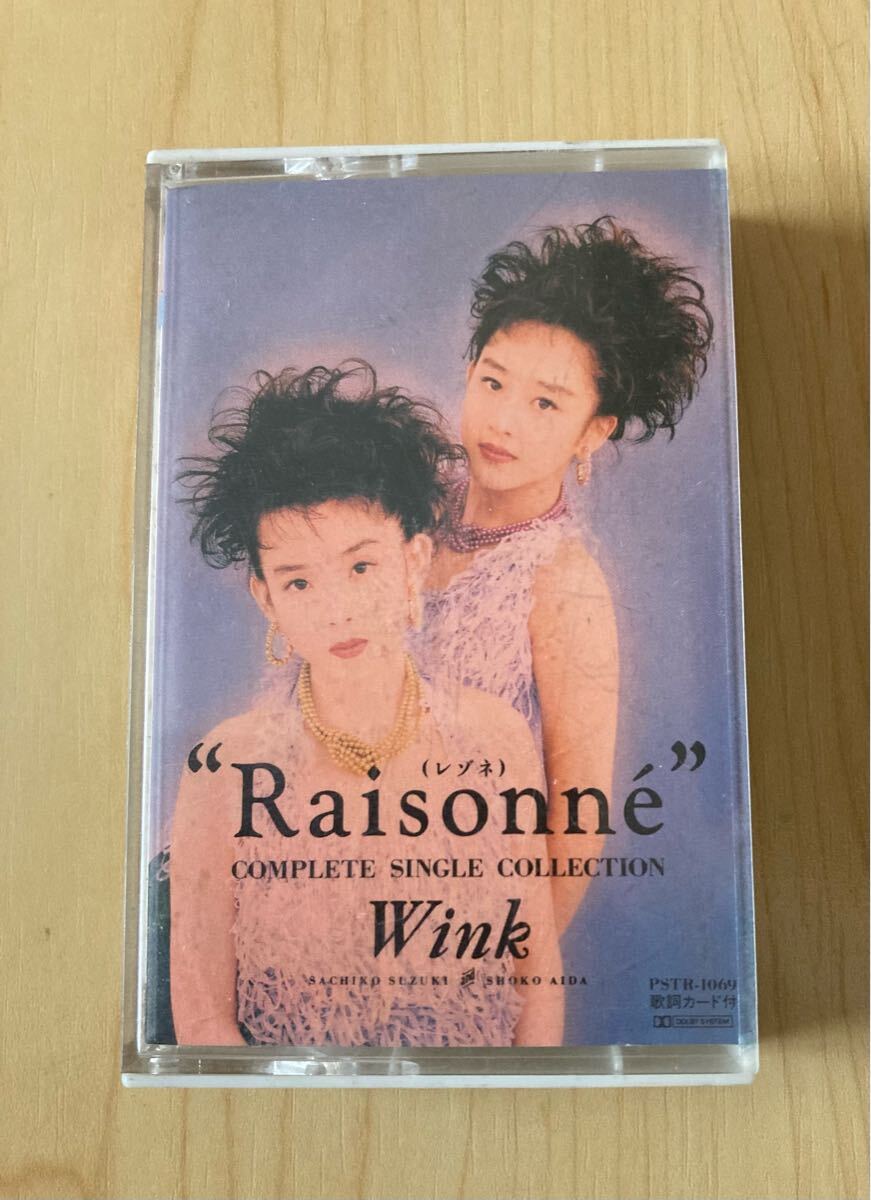 (レゾネ)
“Raisonné”
COMPLETE SINGLE COLLECTION
Wink
SACHIKO SUZUKI SHOKO AIDA
PSTR-1069
歌詞カード付
DOLBY SYSTEM